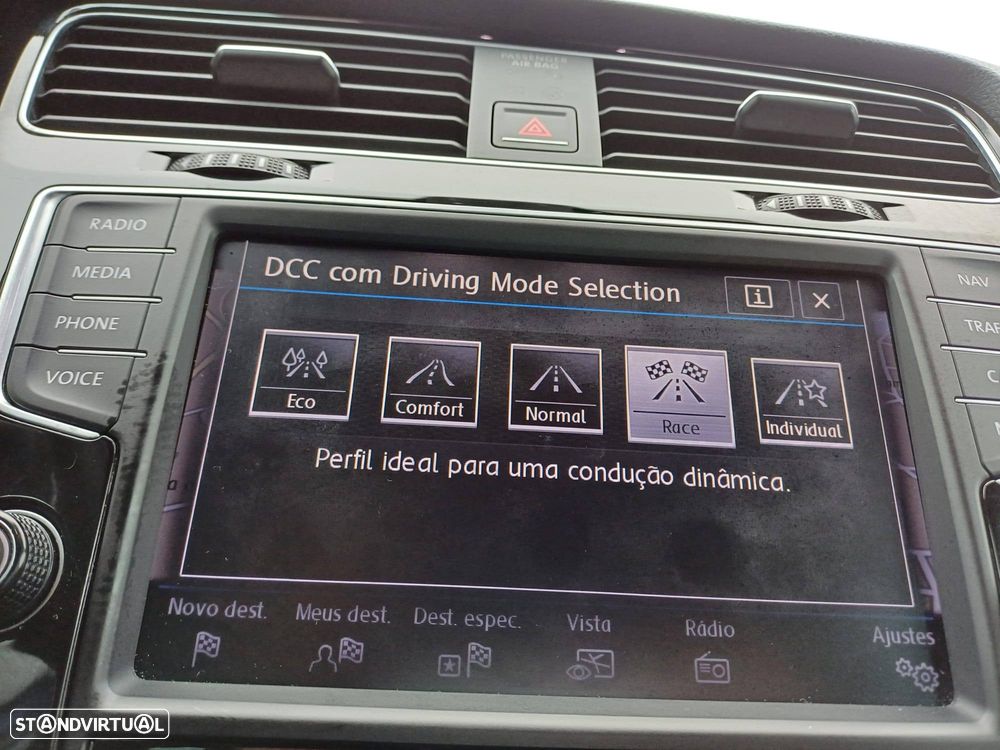 PASSENGER
AIR BAG
RADIO
MEDIA
PHONE
VOICE
NAV
TRAF
C
DCC com Driving Mode Selection
i
Eco
Comfort
Normal
Race
Individual
Perfil ideal para uma condução dinâmica.
Novo dest.
Meus dest.
Dest. espec.
Vista
Rádio
Ajustes
STANDVIRTUAL